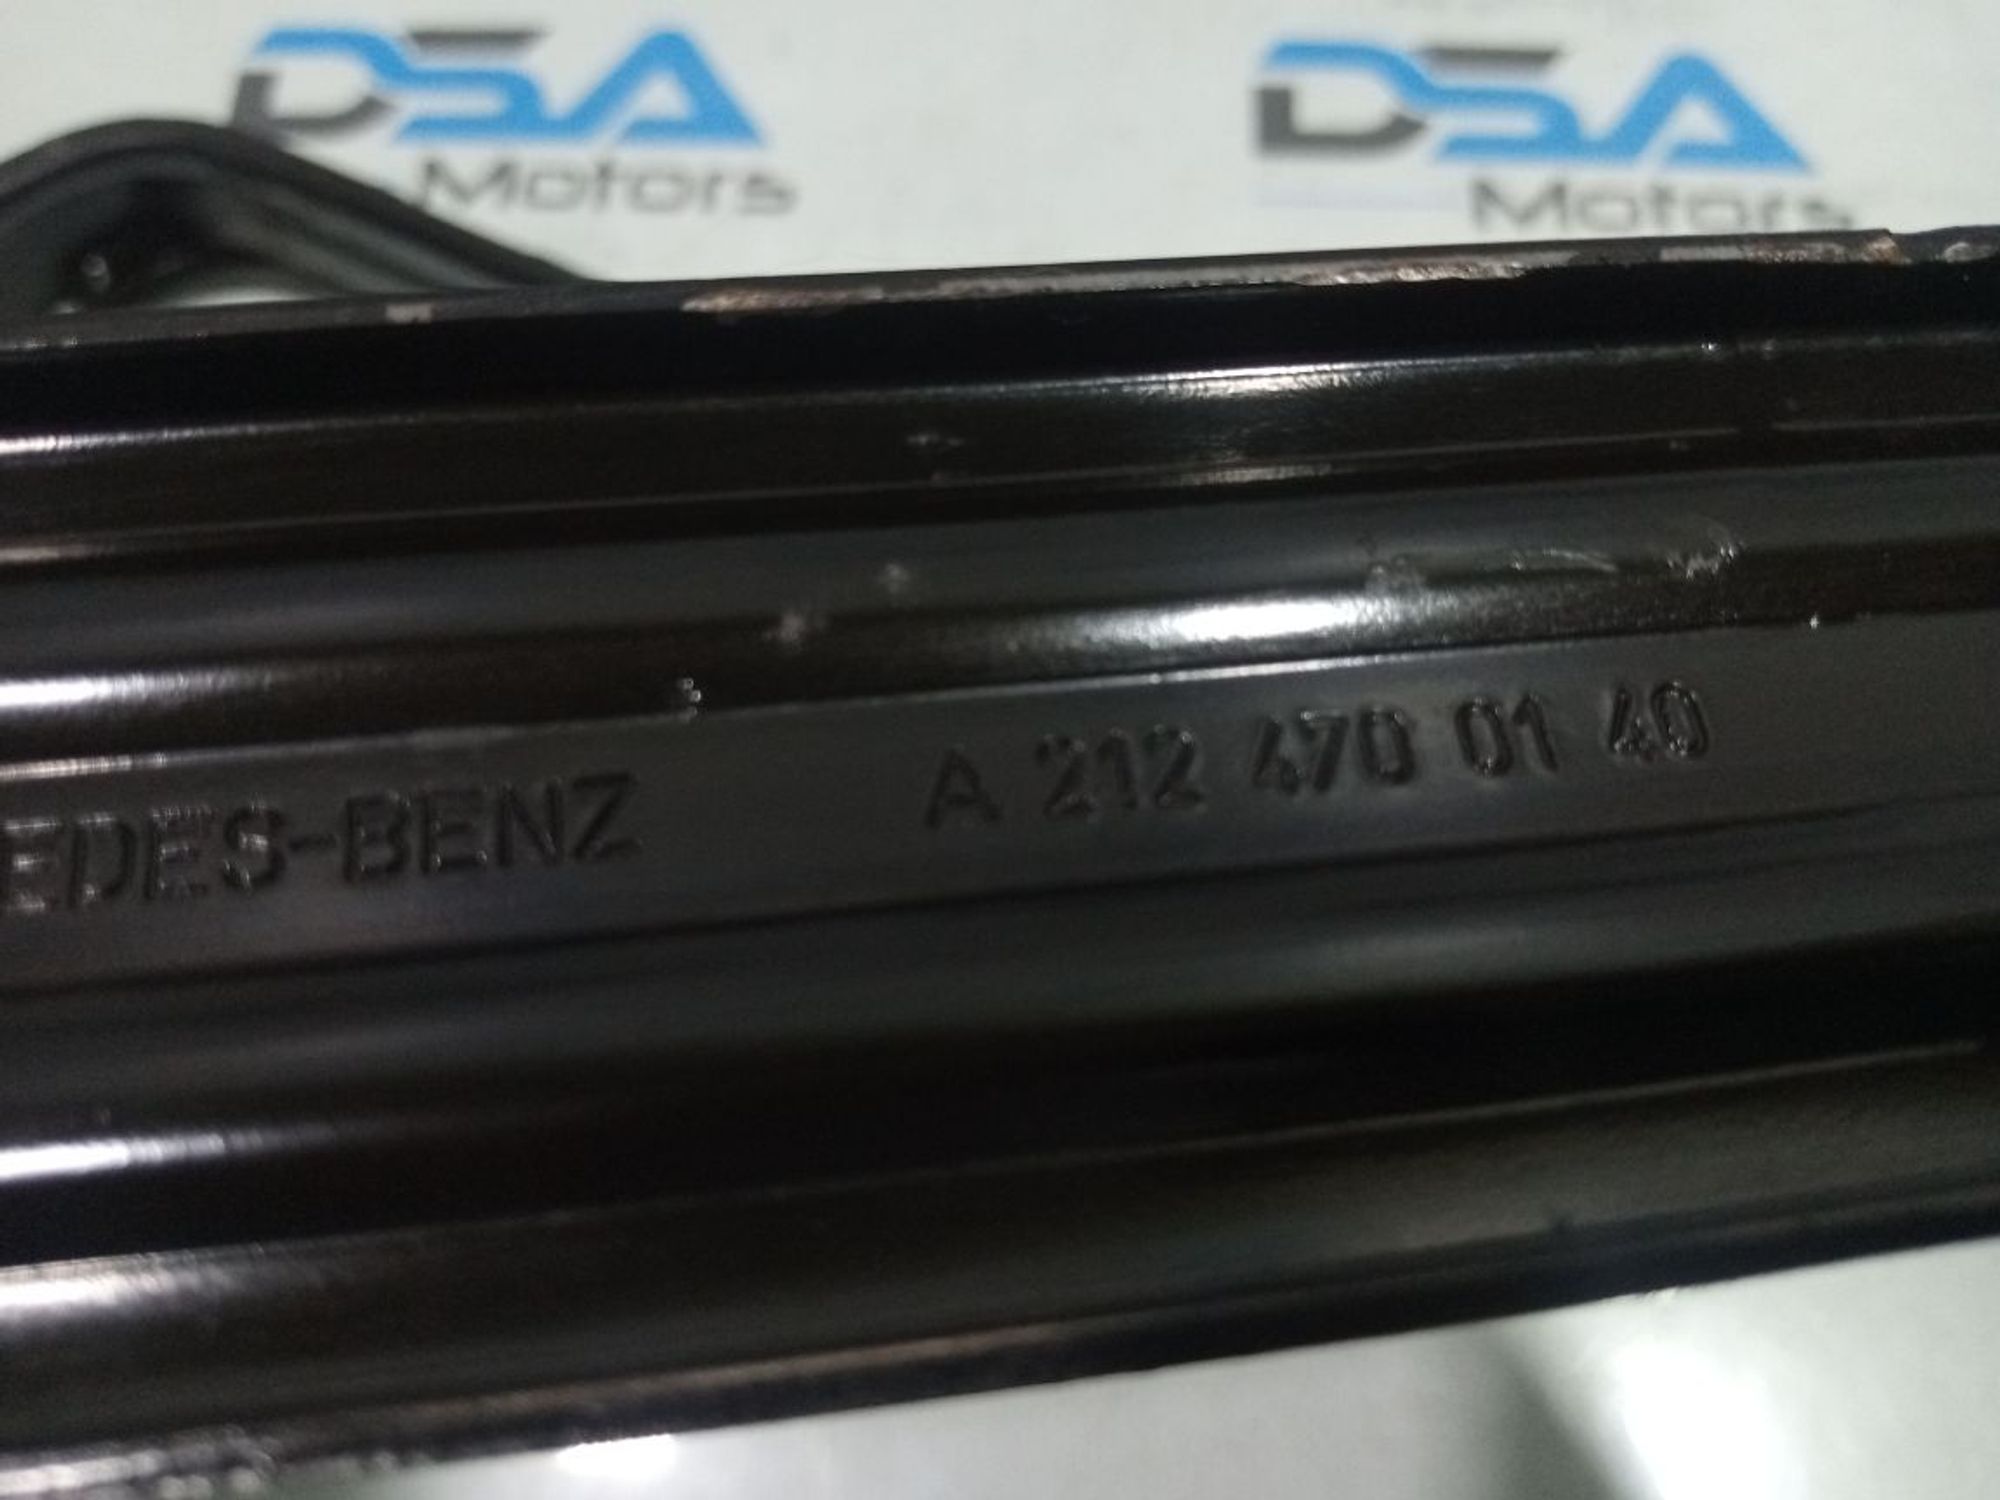 DSA
Motors
DSA
Motors
EDES-BENZ A 212 470 01 40